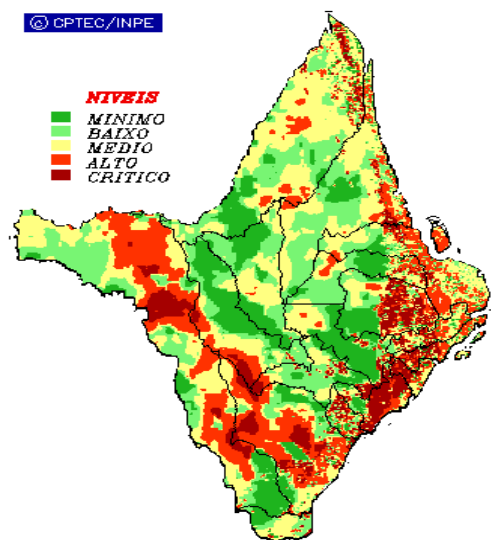 © CPTEC/INPE
NIVEIS
MINIMO
BAIXO
MEDIO
ALTO
CRITICO